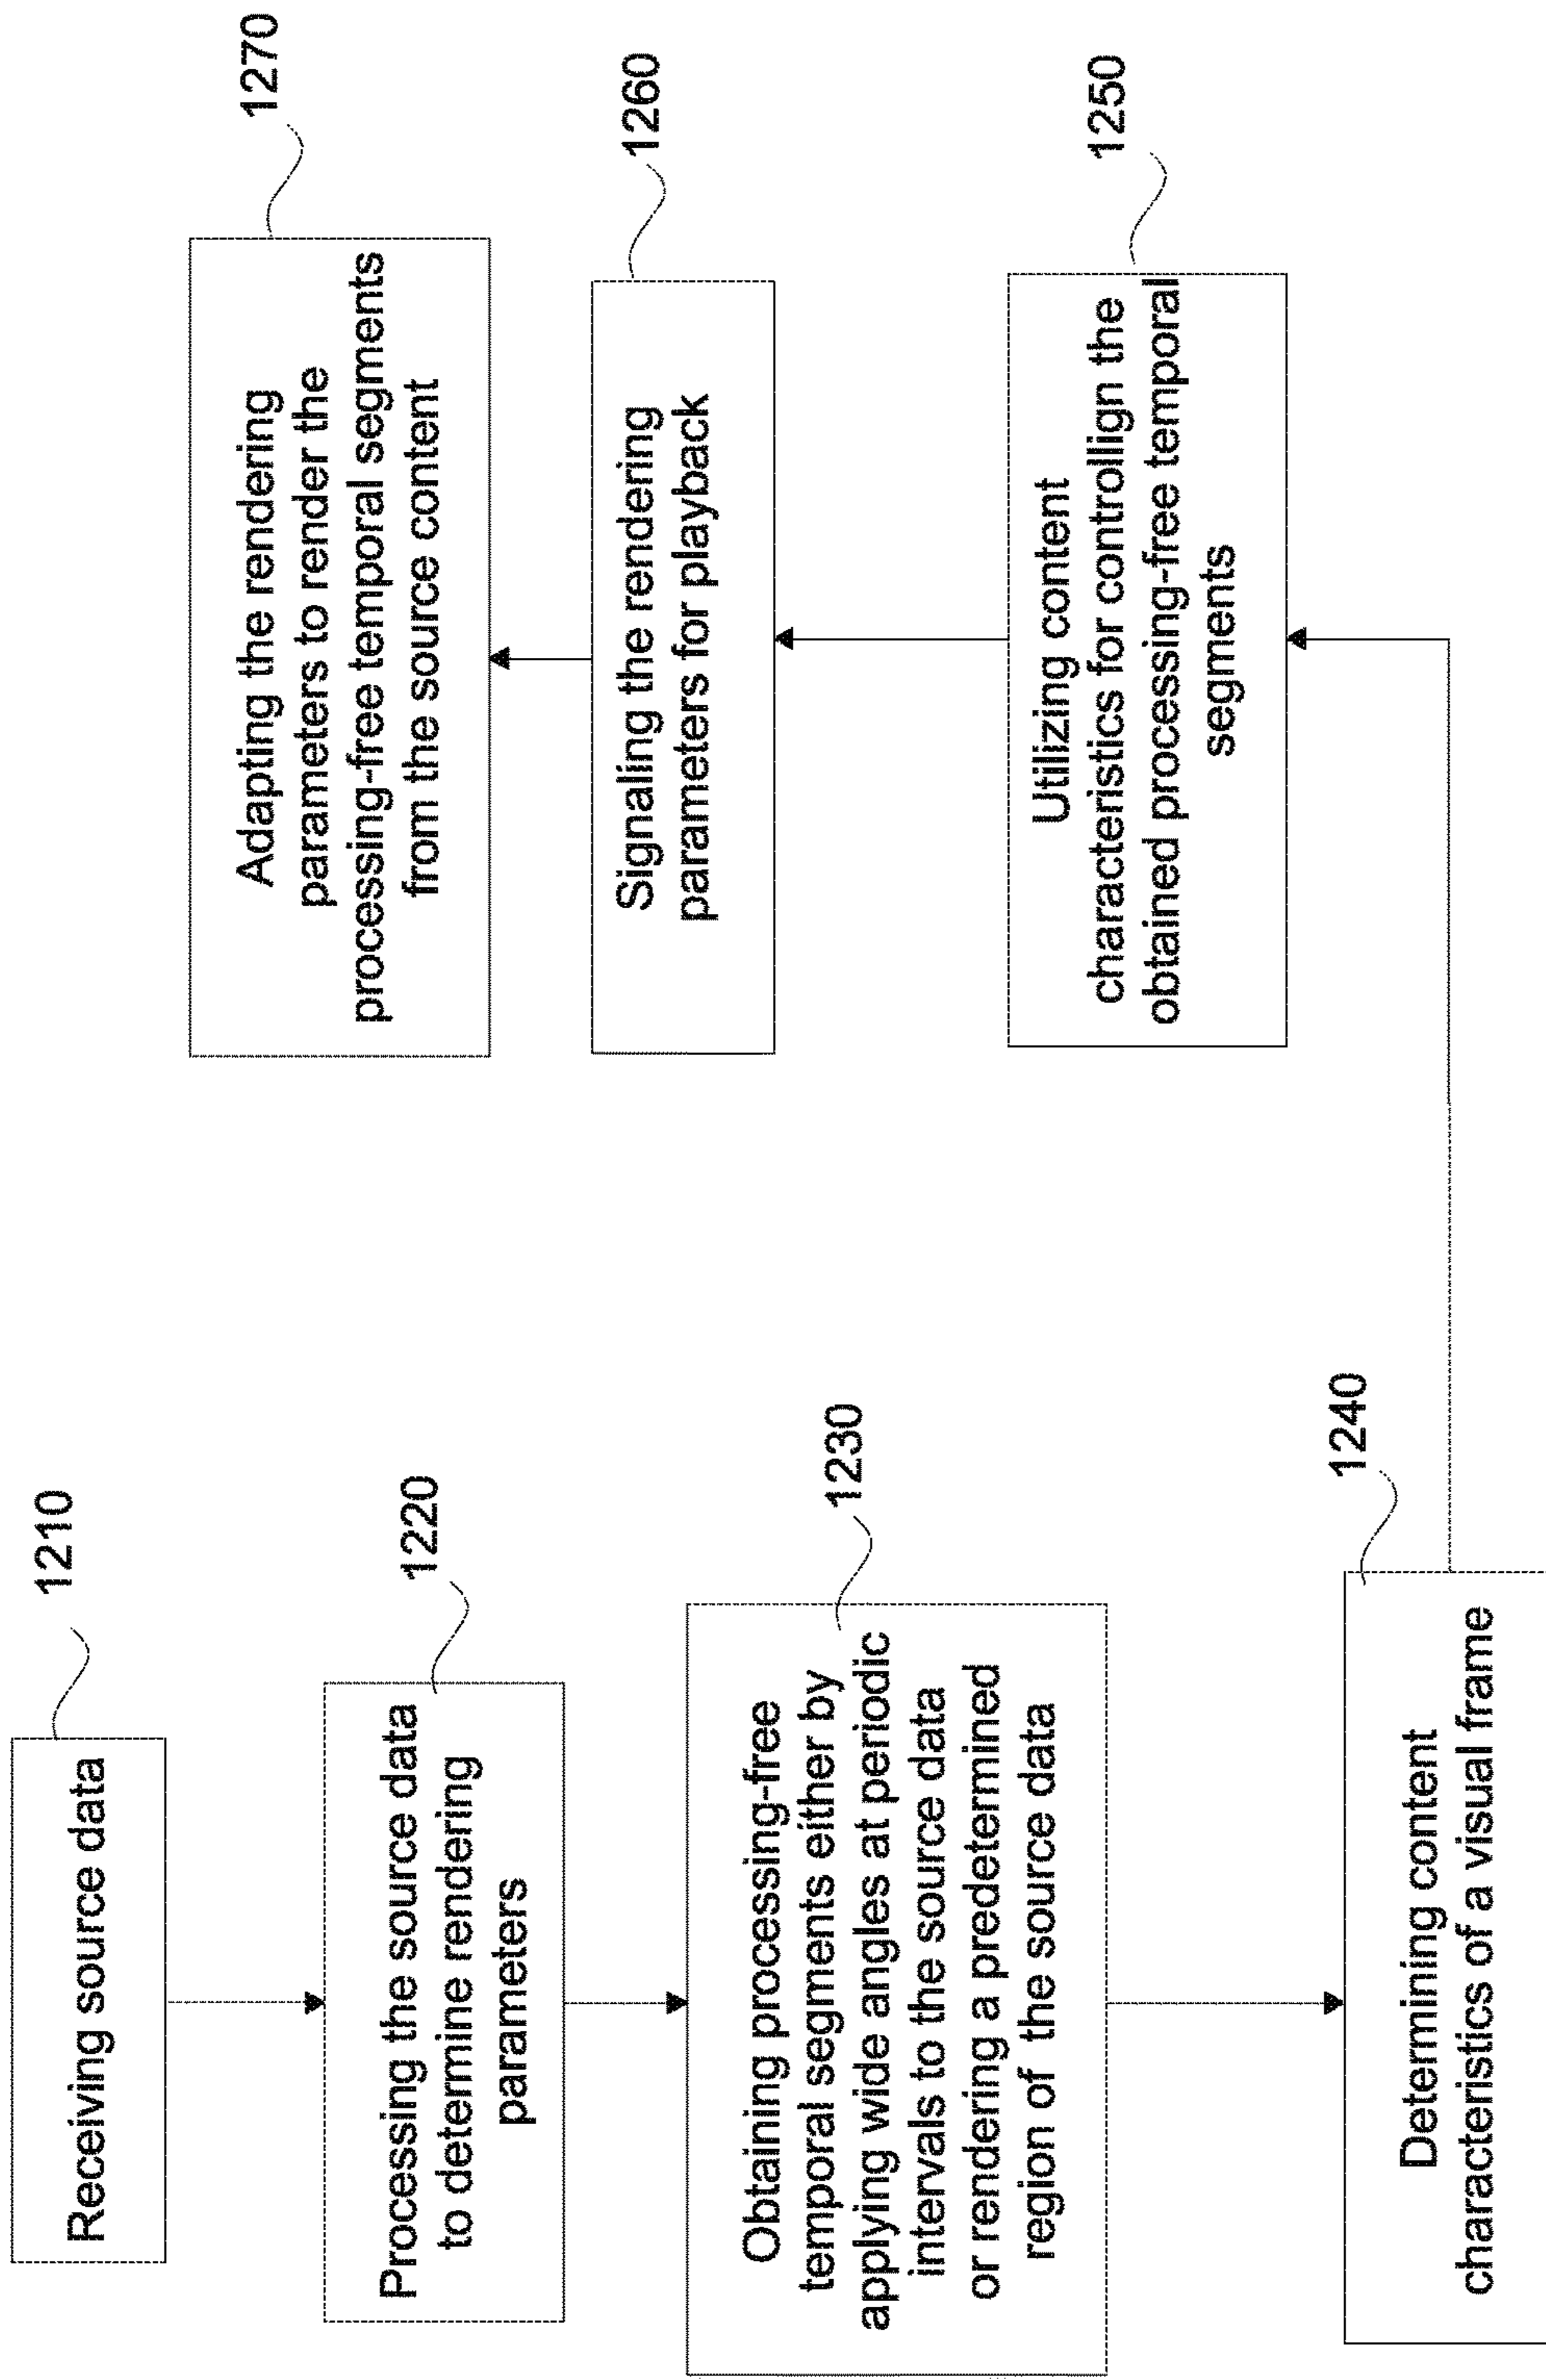 1210
Receiving source data
1220
Processing the source data
to determine rendering
parameters
1230
Obtaining processing-free
temporal segments either by
applying wide angles at periodic
intervals to the source data
or rendering a predetermined
region of the source data
1240
Determining content
characteristics of a visual frame
1250
Utilizing content
characteristics for controllign the
obtained processing-free temporal
segments
1260
Signaling the rendering
parameters for playback
1270
Adapting the rendering
parameters to render the
processing-free temporal segments
from the source content